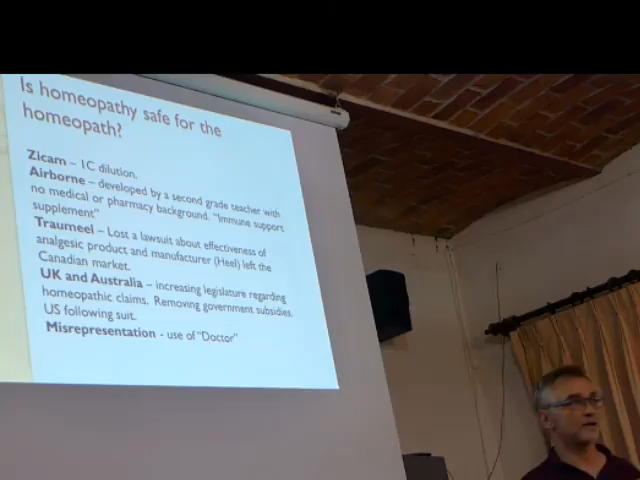 Is homeopathy safe for the
homeopath?
Zicam – 1C dilution.
Airborne – developed by a second grade teacher with
no medical or pharmacy background. "Immune support
supplement"
Traumeel – Lost a lawsuit about effectiveness of
analgesic product and manufacturer (Heel) left the
Canadian market.
UK and Australia – increasing legislature regarding
homeopathic claims. Removing government subsidies.
US following suit.
Misrepresentation - use of "Doctor"